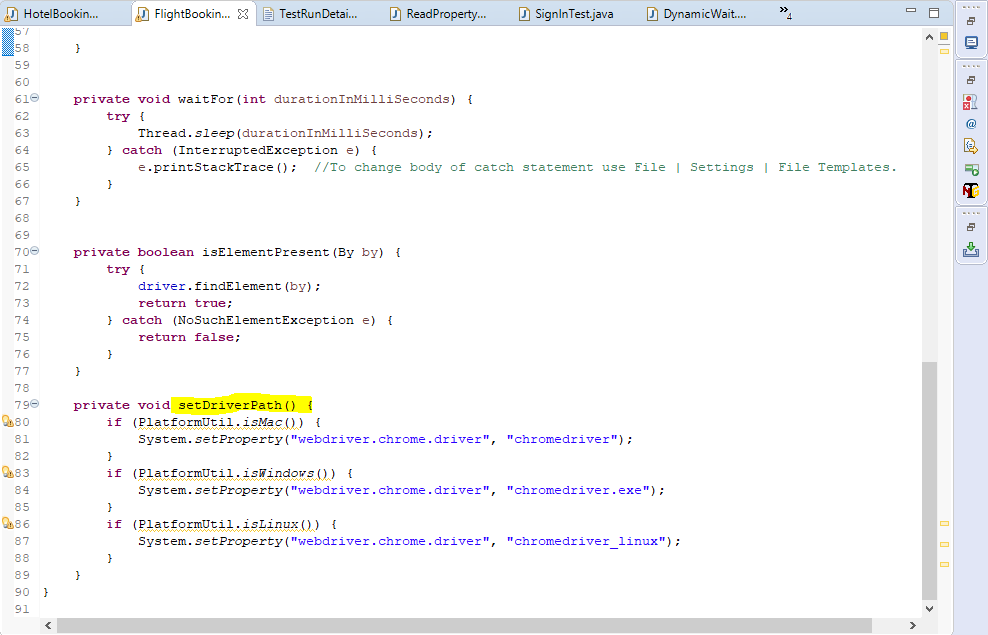 HotelBookin...
FlightBookin...
TestRunDetai...
ReadProperty...
SignInTest.java
DynamicWait....
»4
57
58 }
59
60
61 private void waitFor(int durationInMilliSeconds) {
62 try {
63 Thread.sleep(durationInMilliSeconds);
64 } catch (InterruptedException e) {
65 e.printStackTrace();  //To change body of catch statement use File | Settings | File Templates.
66 }
67 }
68
69
70 private boolean isElementPresent(By by) {
71 try {
72 driver.findElement(by);
73 return true;
74 } catch (NoSuchElementException e) {
75 return false;
76 }
77 }
78
79 private void setDriverPath() {
80 if (PlatformUtil.isMac()) {
81 System.setProperty("webdriver.chrome.driver", "chromedriver");
82 }
83 if (PlatformUtil.isWindows()) {
84 System.setProperty("webdriver.chrome.driver", "chromedriver.exe");
85 }
86 if (PlatformUtil.isLinux()) {
87 System.setProperty("webdriver.chrome.driver", "chromedriver_linux");
88 }
89 }
90 }
91